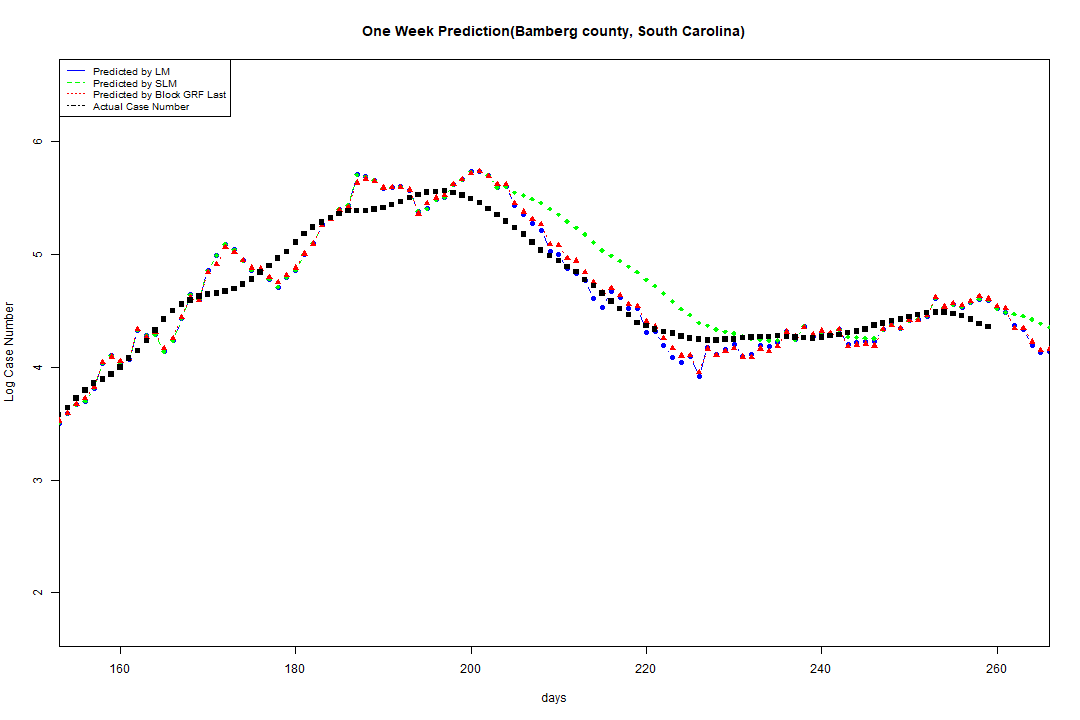 One Week Prediction(Bamberg county, South Carolina)
Predicted by LM
Predicted by SLM
Predicted by Block GRF Last
Actual Case Number
6
5
4
3
2
Log Case Number
160 180 200 220 240 260
days